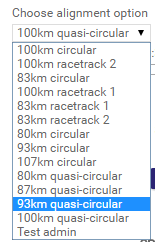 Choose alignment option
100km quasi-circular
100km circular
100km racetrack 2
83km circular
100km racetrack 1
83km racetrack 1
83km racetrack 2
80km circular
93km circular
107km circular
80km quasi-circular
87km quasi-circular
93km quasi-circular
100km quasi-circular
Test admin